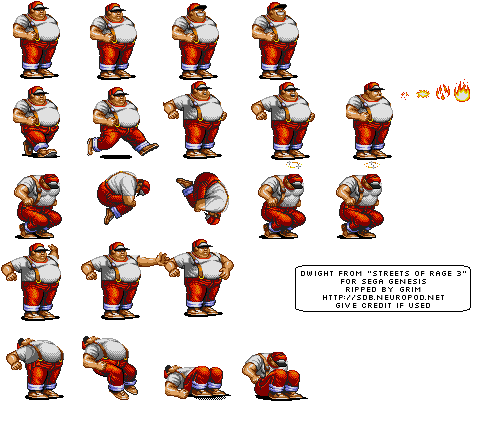 DWIGHT FROM "STREETS OF RAGE 3"
FOR SEGA GENESIS
RIPPED BY GRIM
HTTP://SDB.NEUROPOD.NET
GIVE CREDIT IF USED